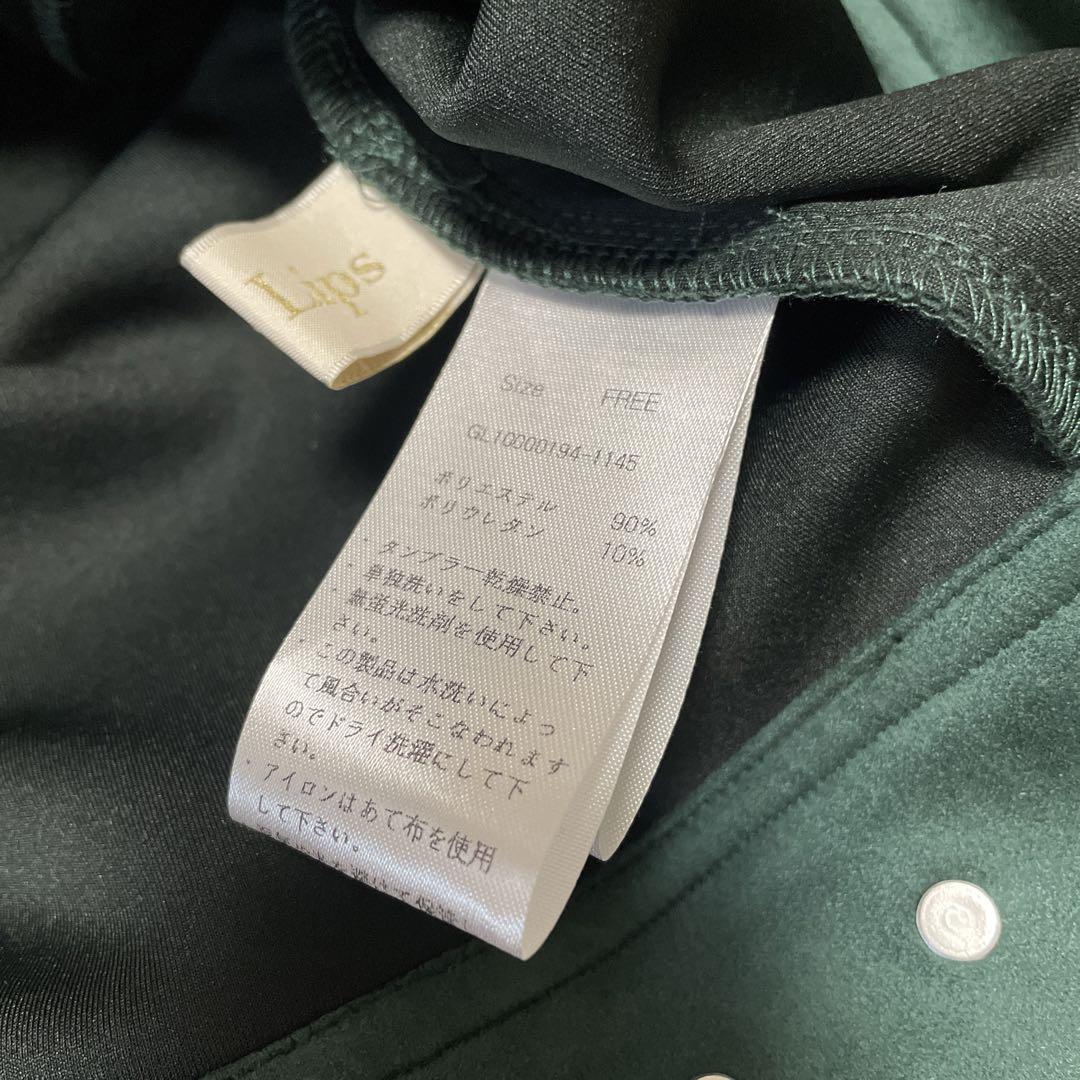 Lips
Size FREE
GL10000194-1145
ポリエステル 90%
ポリウレタン 10%
・タンブラー乾燥禁止。
・単独洗いをして下さい。
・無蛍光洗剤を使用して下
さい。
・この製品は水洗いによっ
て風合いがそこなわれます
のでドライ洗濯にして下
さい。
・アイロンはあて布を使用
して下さい。